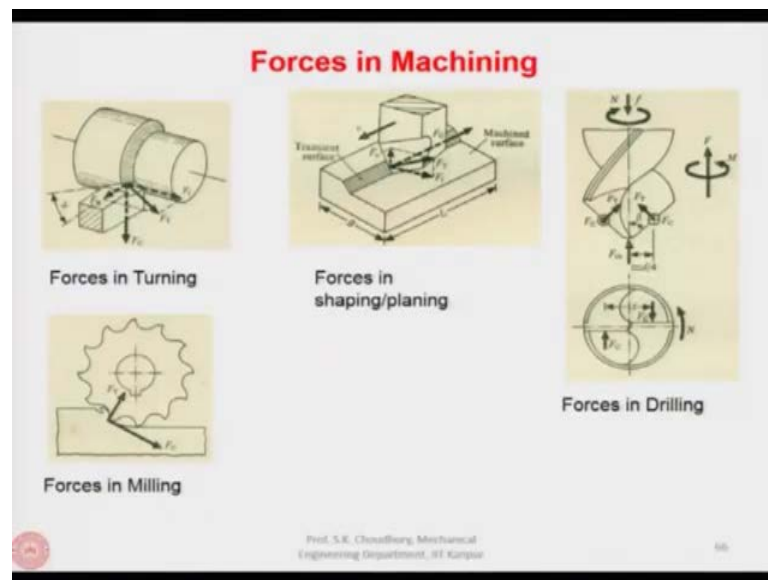 Forces in Machining
Transient
surface
Machined
surface
N f
F
M
N
Forces in Turning
Forces in
shaping/planing
Forces in Drilling
Forces in Milling
Prof. S.K. Choudhury, Mechanical
Engineering Department, IIT Kanpur
66